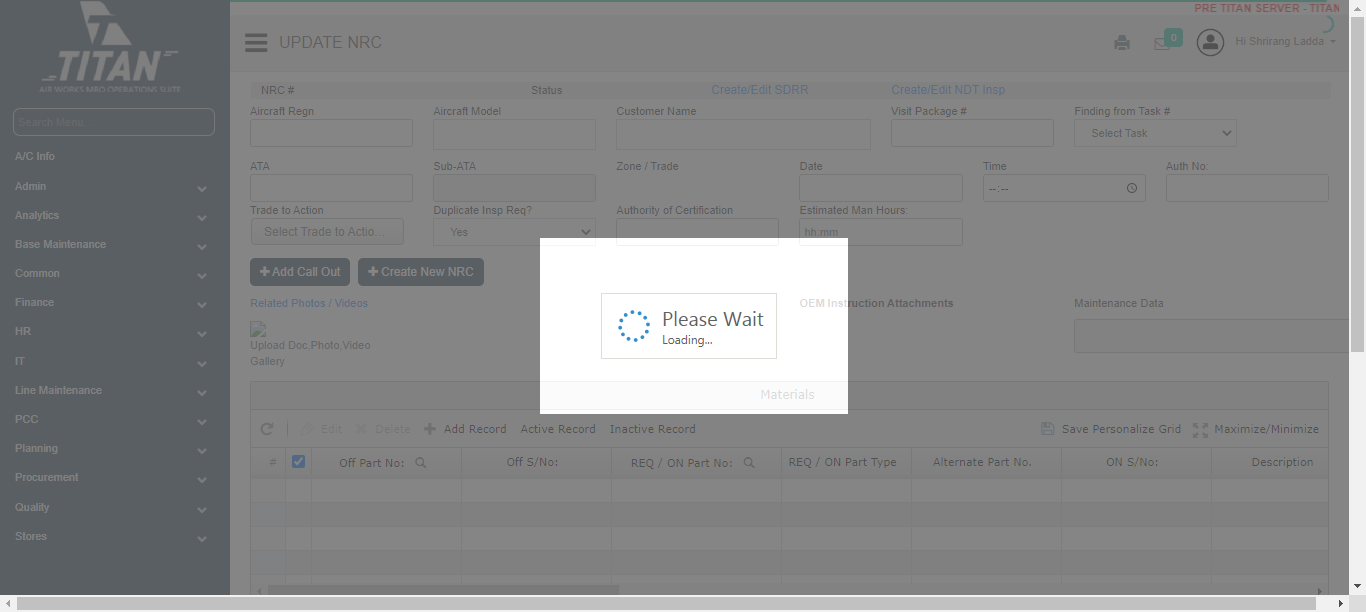 PRE TITAN SERVER - TITAN
TITAN
AIR WORKS MRO OPERATIONS SUITE
UPDATE NRC
0
Hi Shrirang Ladda
Search Menu..
A/C Info
Admin
Analytics
Base Maintenance
Common
Finance
HR
IT
Line Maintenance
PCC
Planning
Procurement
Quality
Stores
NRC # Status Create/Edit SDRR Create/Edit NDT Insp
Aircraft Regn Aircraft Model Customer Name Visit Package # Finding from Task #
Select Task
ATA Sub-ATA Zone / Trade Date Time Auth No:
--:--
Trade to Action Duplicate Insp Req? Authority of Certification Estimated Man Hours:
Select Trade to Actio... Yes hh:mm
Add Call Out Create New NRC
Related Photos / Videos OEM Instruction Attachments Maintenance Data
Upload Doc,Photo,Video
Gallery
Please Wait
Loading...
Materials
Edit Delete Add Record Active Record Inactive Record Save Personalize Grid Maximize/Minimize
# Off Part No: Off S/No: REQ / ON Part No: REQ / ON Part Type Alternate Part No. ON S/No: Description